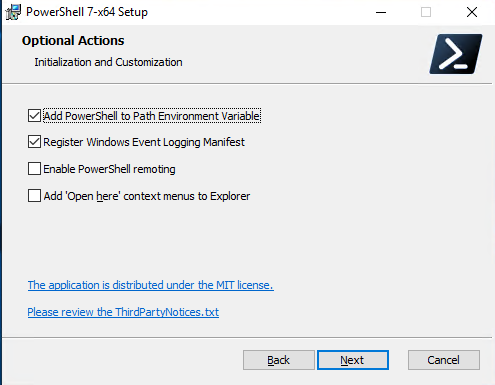 PowerShell 7-x64 Setup
Optional Actions
Initialization and Customization
Add PowerShell to Path Environment Variable
Register Windows Event Logging Manifest
Enable PowerShell remoting
Add 'Open here' context menus to Explorer
The application is distributed under the MIT license.
Please review the ThirdPartyNotices.txt
Back Next Cancel